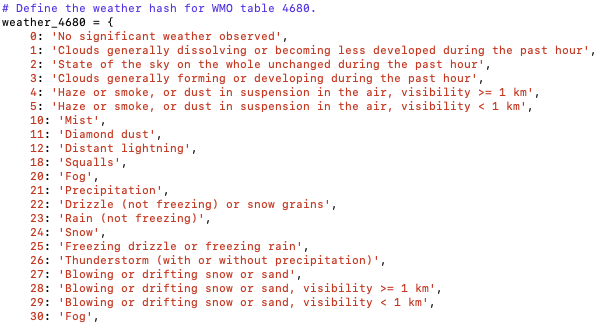 # Define the weather hash for WMO table 4680.
weather_4680 = {
    0: 'No significant weather observed',
    1: 'Clouds generally dissolving or becoming less developed during the past hour',
    2: 'State of the sky on the whole unchanged during the past hour',
    3: 'Clouds generally forming or developing during the past hour',
    4: 'Haze or smoke, or dust in suspension in the air, visibility >= 1 km',
    5: 'Haze or smoke, or dust in suspension in the air, visibility < 1 km',
    10: 'Mist',
    11: 'Diamond dust',
    12: 'Distant lightning',
    18: 'Squalls',
    20: 'Fog',
    21: 'Precipitation',
    22: 'Drizzle (not freezing) or snow grains',
    23: 'Rain (not freezing)',
    24: 'Snow',
    25: 'Freezing drizzle or freezing rain',
    26: 'Thunderstorm (with or without precipitation)',
    27: 'Blowing or drifting snow or sand',
    28: 'Blowing or drifting snow or sand, visibility >= 1 km',
    29: 'Blowing or drifting snow or sand, visibility < 1 km',
    30: 'Fog',